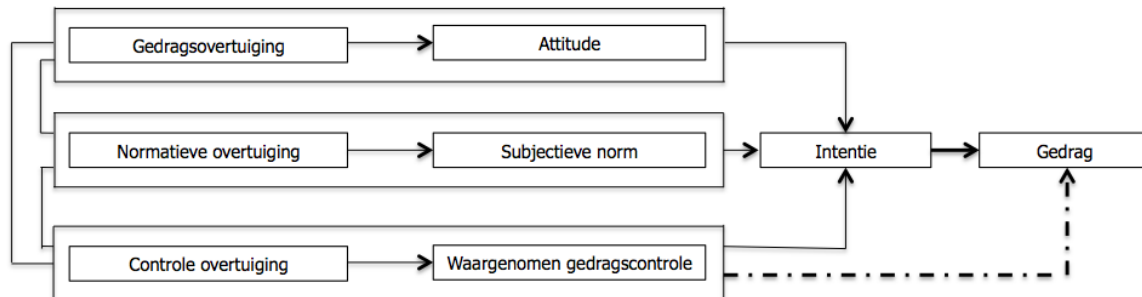 Gedragsovertuiging
Attitude
Normatieve overtuiging
Subjectieve norm
Intentie
Gedrag
Controle overtuiging
Waargenomen gedragscontrole